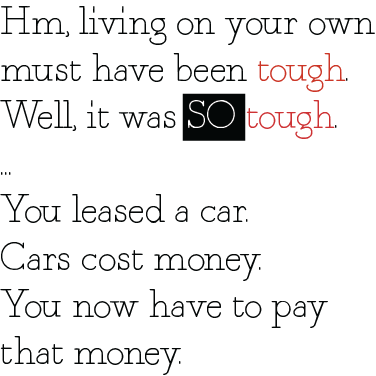 Hm, living on your own
must have been tough.
Well, it was SO tough.
...
You leased a car.
Cars cost money.
You now have to pay
that money.